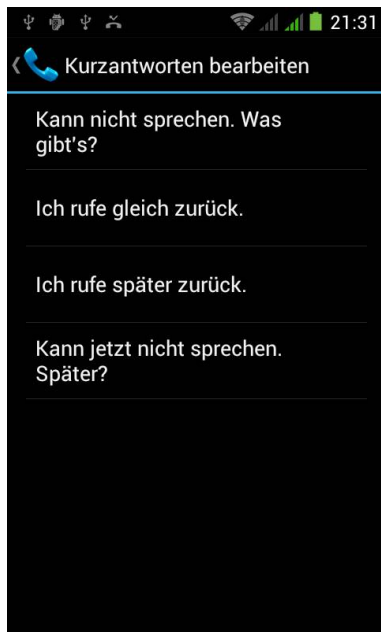 21:31
Kurzantworten bearbeiten
Kann nicht sprechen. Was
gibt's?
Ich rufe gleich zurück.
Ich rufe später zurück.
Kann jetzt nicht sprechen.
Später?